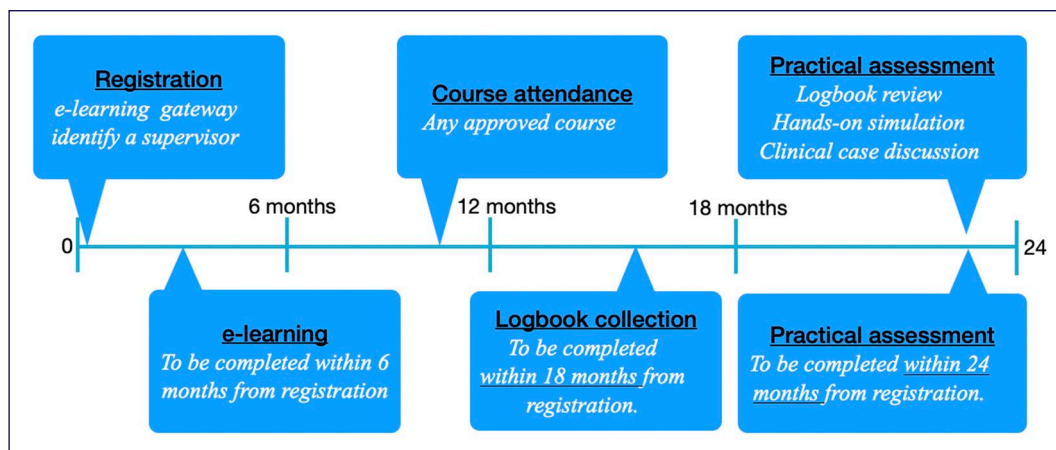 Registration
e-learning gateway
identify a supervisor
Course attendance
Any approved course
Practical assessment
Logbook review
Hands-on simulation
Clinical case discussion
0
6 months
12 months
18 months
24
e-learning
To be completed within 6
months from registration
Logbook collection
To be completed
within 18 months from
registration.
Practical assessment
To be completed within 24
months from registration.